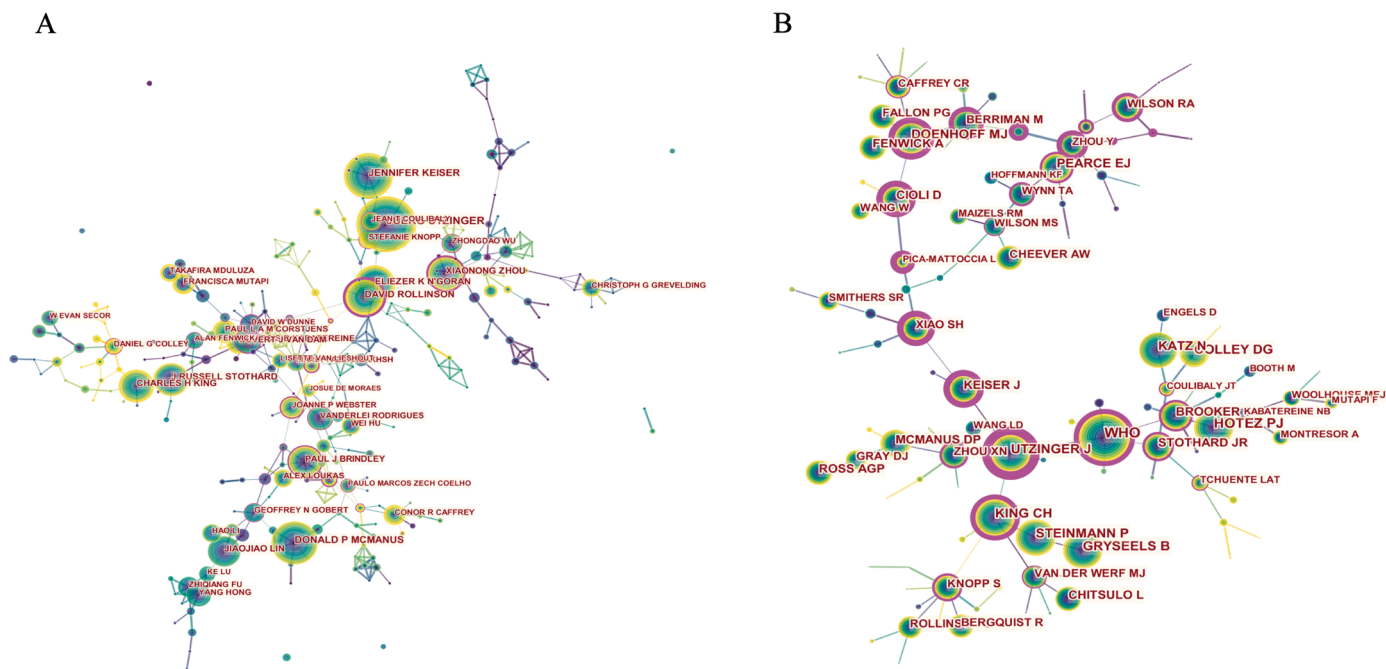 A
B
JENNIFER KEISER
JEAN T COULIBALY
UTZINGER
STEFANIE KNOPP
ZHONGDAO WU
XIAONONG ZHOU
ELIEZER K N'GORAN
DAVID ROLLINSON
CHRISTOPH G GREVELDING
TAKAFIRA MDULUZA
FRANCISCA MUTAPI
W EVAN SECOR
DAVID W DUNNE
PAUL L A M CORSTJENS
ALAN FENWICK
DANIEL G COLLEY
LISETTE VAN LIESHOUT
J RUSSELL STOTHARD
CHARLES H KING
JOSUE DE MORAES
JOANNE P WEBSTER
VANDERLEI RODRIGUES
WEI HU
PAUL J BRINDLEY
ALEX LOUKAS
PAULO MARCOS ZECH COELHO
GEOFFREY N GOBERT
CONOR R CAFFREY
HAO LI
DONALD P MCMANUS
JIAOJIAO LIN
KE LU
ZHIQIANG FU
YANG HONG
CAFFREY CR
WILSON RA
FALLON PG
BERRIMAN M
DOENHOFF MJ
FENWICK A
ZHOU Y
PEARCE EJ
HOFFMANN KF
WYNN TA
CIOLI D
WANG W
MAIZELS RM
WILSON MS
CHEEVER AW
PICA-MATTOCCIA L
SMITHERS SR
XIAO SH
ENGELS D
KATZ N
COLLEY DG
BOOTH M
COULIBALY JT
KEISER J
WOOLHOUSE MEJ
MUTAPI F
BROOKER
KABATEREINE NB
HOTEZ PJ
WANG LD
WHO
MONTRESOR A
MCMANUS DP
UTZINGER J
STOTHARD JR
ZHOU XN
GRAY DJ
ROSS AGP
TCHUENTE LAT
KING CH
STEINMANN P
GRYSEELS B
VAN DER WERF MJ
KNOPP S
CHITSULO L
ROLLINS
BERGQUIST R